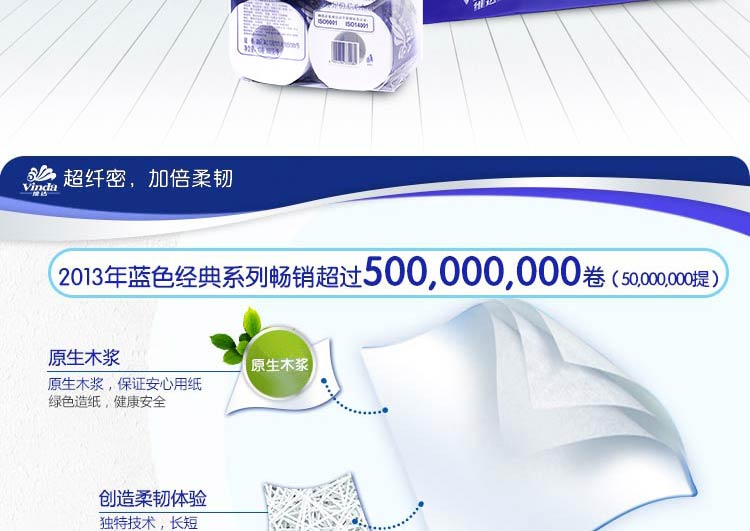 ISO9001 ISO14001
维达
Vinda
维达
超纤密，加倍柔韧
2013年蓝色经典系列畅销超过500,000,000卷（50,000,000提）
原生木浆
原生木浆，保证安心用纸
绿色造纸，健康安全
原生木浆
创造柔韧体验
独特技术，长短